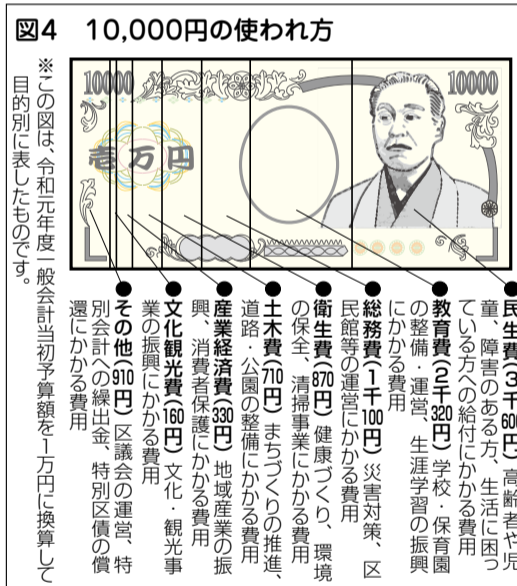 図4 10,000円の使われ方
※この図は、令和元年度一般会計当初予算額を1万円に換算して
目的別に表したものです。
10000
10000
壱万円
●民生費(3千600円) 高齢者や児
童、障害のある方、生活に困っ
ている方への給付にかかる費用
●教育費(2千320円) 学校・保育園
の整備・運営、生涯学習の振興
にかかる費用
●総務費(1千100円) 災害対策、区
民館等の運営にかかる費用
●衛生費(870円) 健康づくり、環境
の保全、清掃事業にかかる費用
●土木費(710円) まちづくりの推進、
道路・公園の整備にかかる費用
●産業経済費(330円) 地域産業の振
興、消費者保護にかかる費用
●文化観光費(160円) 文化・観光事
業の振興にかかる費用
●その他(910円) 区議会の運営、特
別会計への繰出金、特別区債の償
還にかかる費用